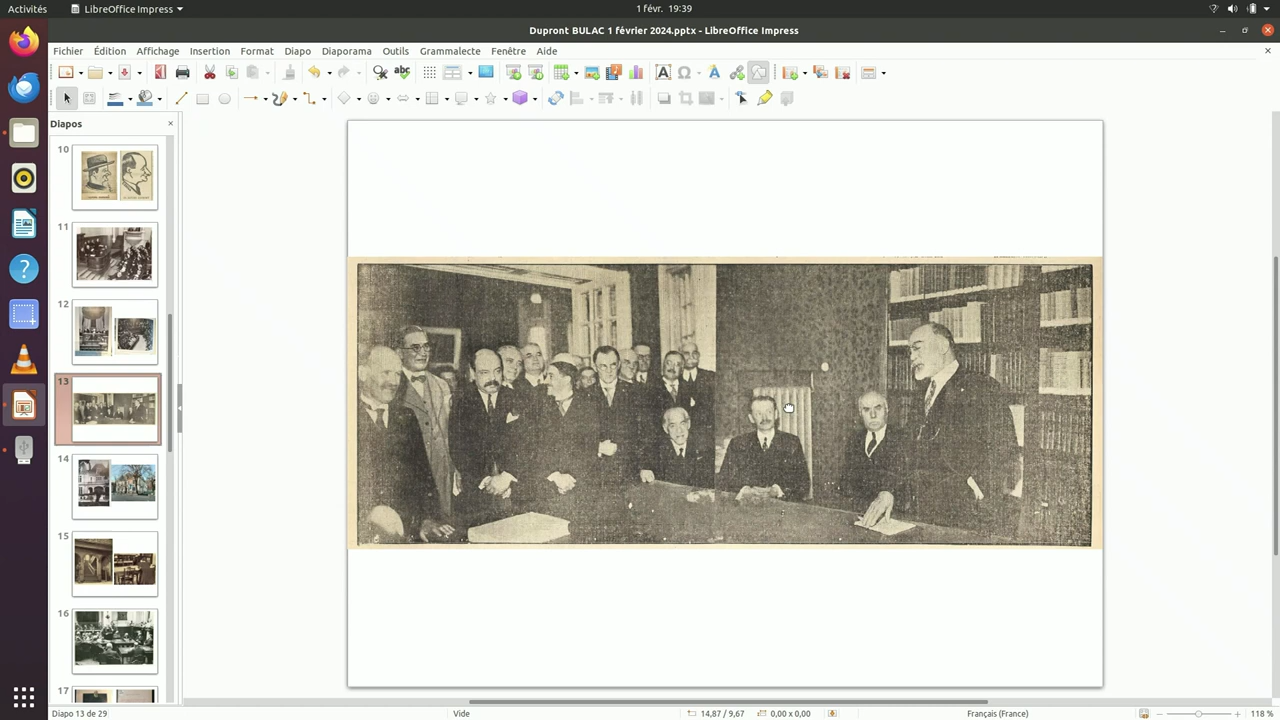 Activités
LibreOffice Impress
1 févr. 19:39
Dupront BULAC 1 février 2024.pptx - LibreOffice Impress
Fichier Édition Affichage Insertion Format Diapo Diaporama Outils Grammalecte Fenêtre Aide
Diapos
10
11
12
13
14
15
16
17
Diapo 13 de 29
Vide
14,87 / 9,67
0,00 x 0,00
Français (France)
118 %